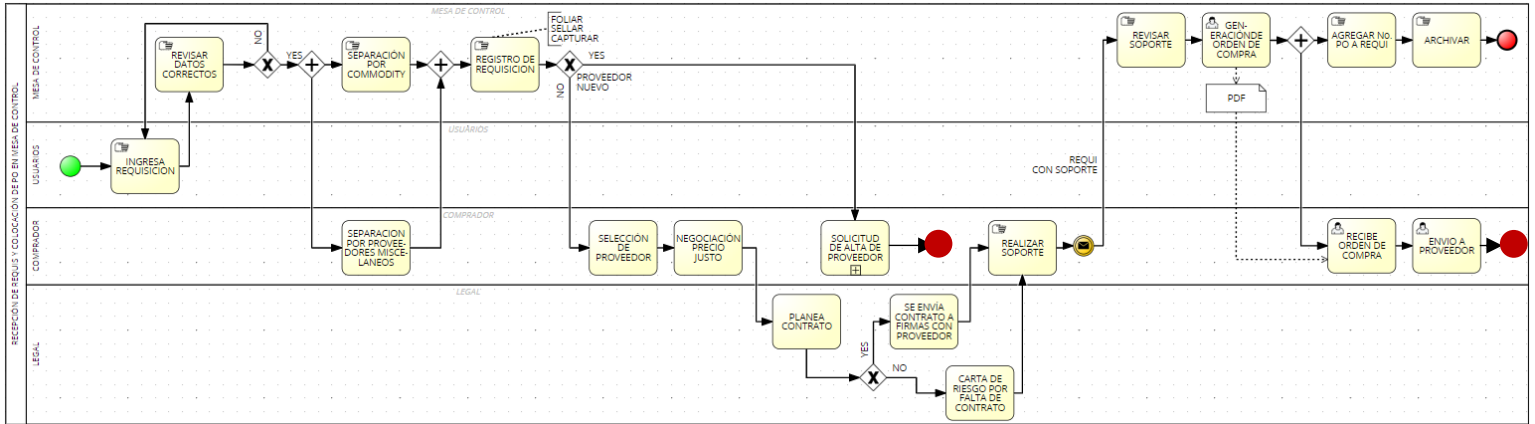 RECEPCIÓN DE REQUIS Y COLOCACIÓN DE PO EN MESA DE CONTROL
MESA DE CONTROL
MESA DE CONTROL
REVISAR
DATOS
CORRECTOS
NO
YES
SEPARACIÓN
POR
COMMODITY
REGISTRO DE
REQUISICION
FOLIAR
SELLAR
CAPTURAR
YES
PROVEEDOR
NUEVO
NO
REVISAR
SOPORTE
GEN-
ERACIÓNDE
ORDEN DE
COMPRA
PDF
AGREGAR No.
PO A REQUI
ARCHIVAR
USUARIOS
USUÁRIOS
INGRESA
REQUISICION
REQUI
CON SOPORTE
COMPRADOR
COMPRADOR
SEPARACION
POR PROVEE-
DORES MISCE-
LANEOS
SELECCIÓN
DE
PROVEEDOR
NEGOCIACIÓN
PRECIO
JUSTO
SOLICITUD
DE ALTA DE
PROVEEDOR
REALIZAR
SOPORTE
RECIBE
ORDEN DE
COMPRA
ENVIO A
PROVEEDOR
LEGAL
LEGAL
PLANEA
CONTRATO
YES
NO
SE ENVÍA
CONTRATO A
FIRMAS CON
PROVEEDOR
CARTA DE
RIESGO POR
FALTA DE
CONTRATO